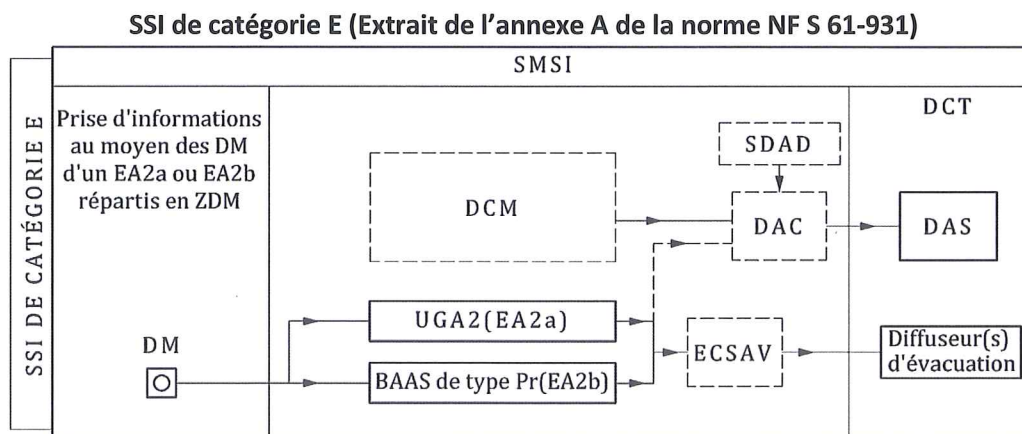 SSI de catégorie E (Extrait de l'annexe A de la norme NF S 61-931)
SSI DE CATÉGORIE E
SMSI
Prise d'informations
au moyen des DM
d'un EA2a ou EA2b
répartis en ZDM
DM
DCM
SDAD
DAC
UGA2(EA2a)
BAAS de type Pr(EA2b)
ECSAV
DCT
DAS
Diffuseur(s)
d'évacuation